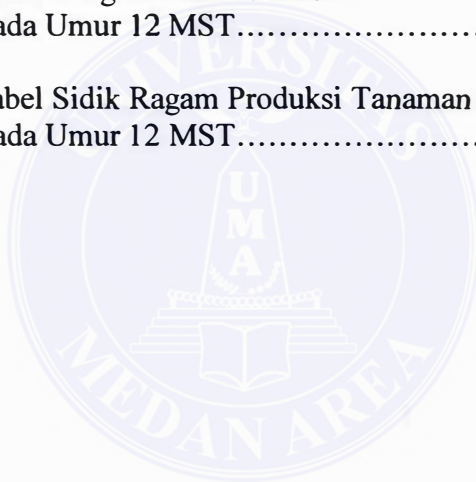 ada Umur 12 MST.......................
abel Sidik Ragam Produksi Tanaman
ada Umur 12 MST.......................
UNIVERSITAS
UMA
MEDAN AREA